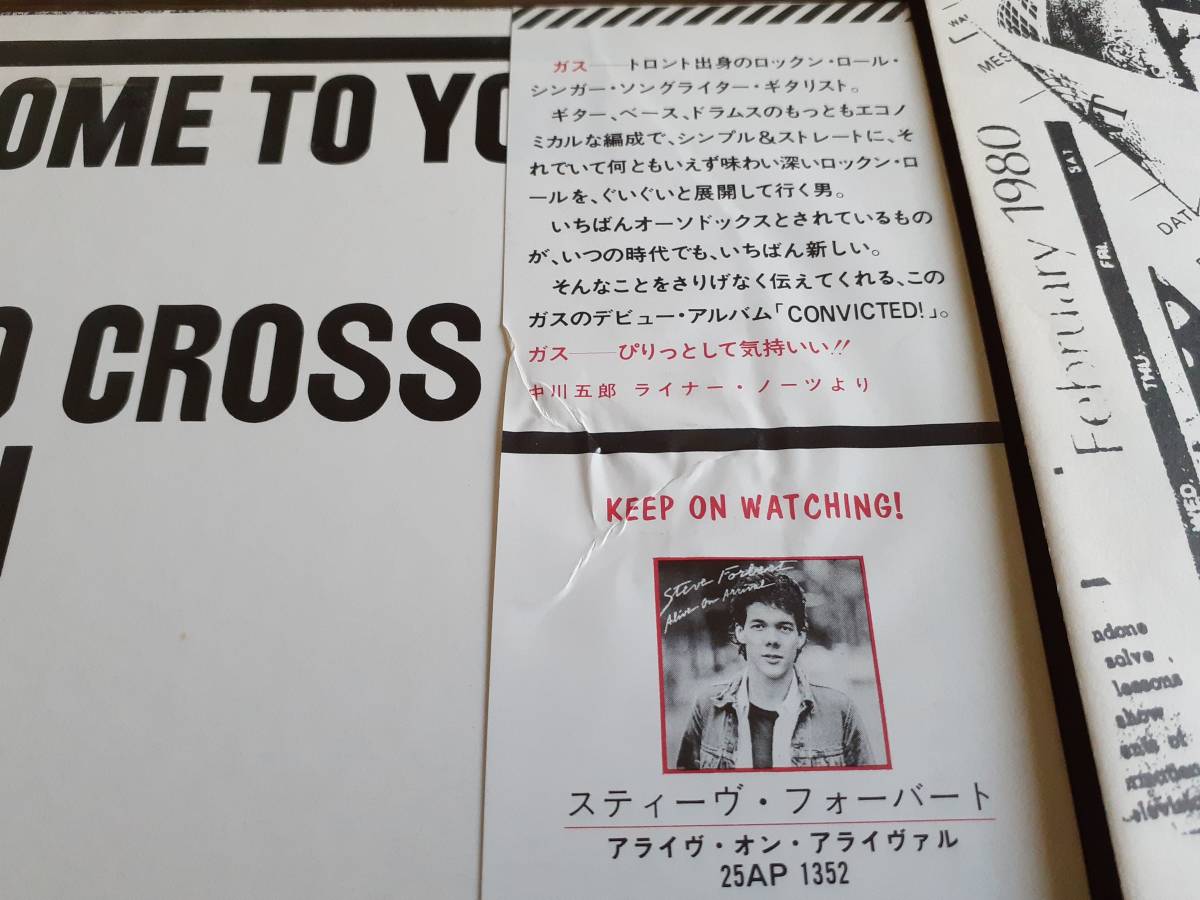 OME TO YO
CROSS
ガス——トロント出身のロックン・ロール・
シンガー・ソングライター・ギタリスト。
ギター、ベース、ドラムスのもっともエコノ
ミカルな編成で、シンプル&ストレートに、そ
れでいて何ともいえず味わい深いロックン・ロ
ールを、ぐいぐいと展開して行く男。
いちばんオーソドックスとされているもの
が、いつの時代でも、いちばん新しい。
そんなことをさりげなく伝えてくれる、この
ガスのデビュー・アルバム「CONVICTED!」。
ガス——ぴりっとして気持いい!!
中川五郎 ライナー・ノーツより
KEEP ON WATCHING!
Steve Forbert
Alive On Arrival
スティーヴ・フォーバート
アライヴ・オン・アライヴァル
25AP 1352
MES
DAT
February 1980
SAT
FRI.
THU
WED.
ndone
solve
lessons
show
ents of